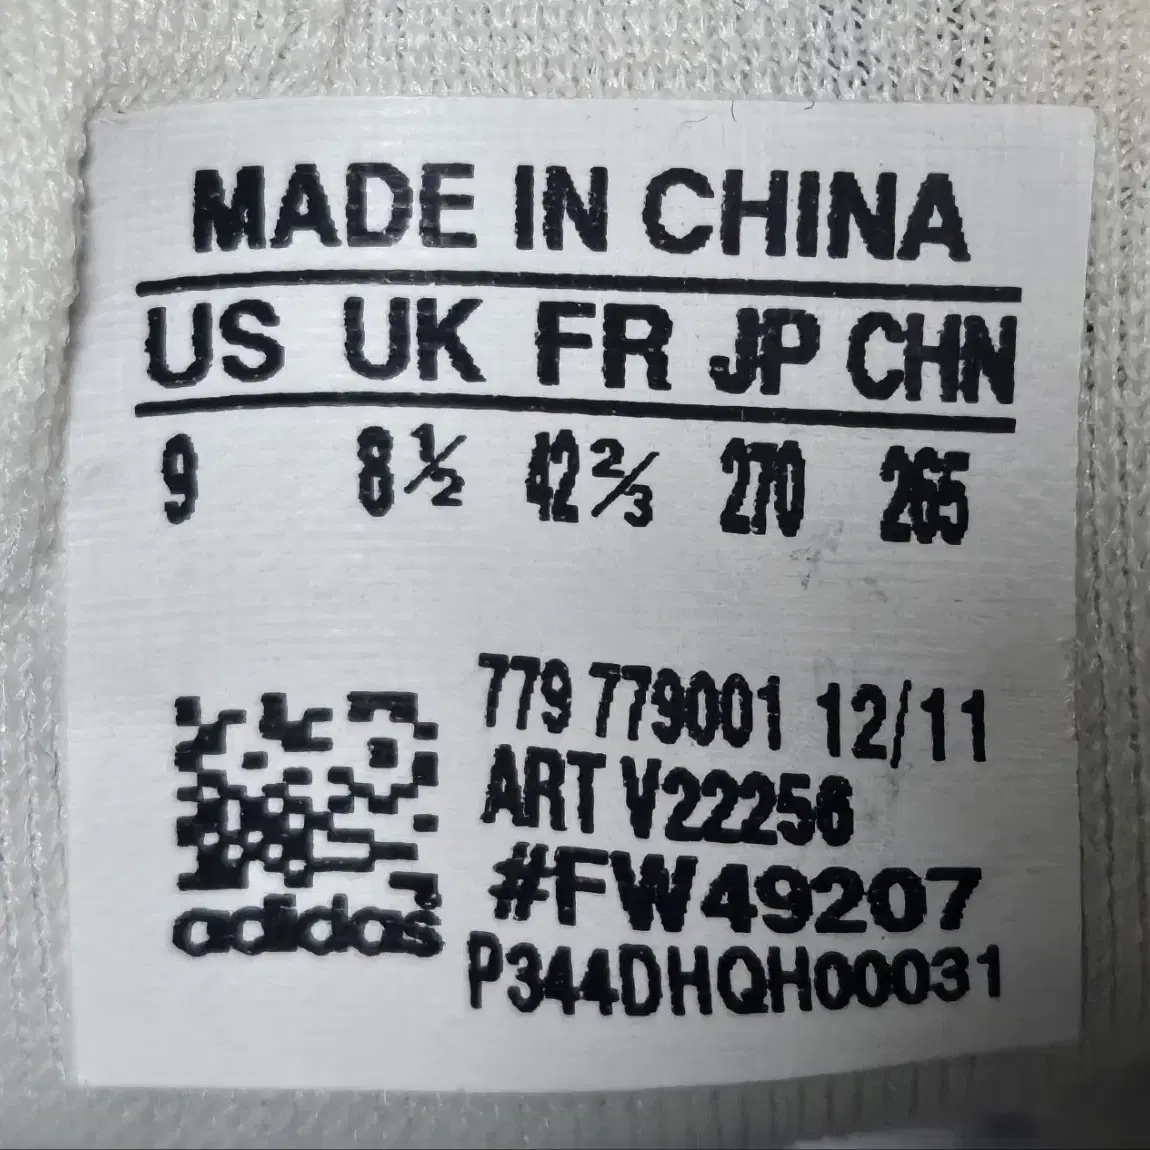 MADE IN CHINA
US UK FR JP CHN
9 8½ 42⅔ 270 265
779 779001 12/11
ART V22256
#FW49207
P344DHQH00031
adidas